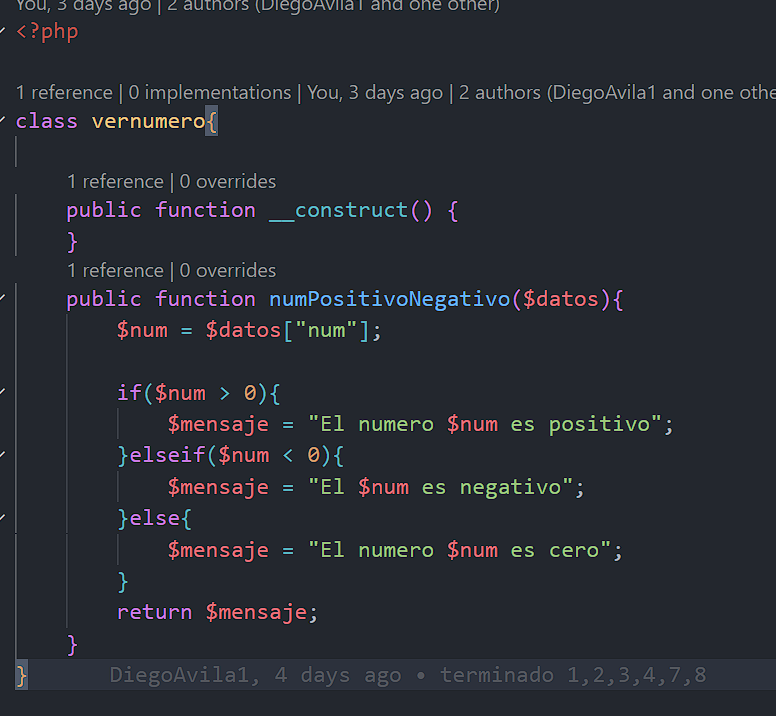 You, 3 days ago | 2 authors (DiegoAvila1 and one other)
<?php
1 reference | 0 implementations | You, 3 days ago | 2 authors (DiegoAvila1 and one othe
class vernumero{
1 reference | 0 overrides
public function __construct() {
}
1 reference | 0 overrides
public function numPositivoNegativo($datos){
$num = $datos["num"];
if($num > 0){
$mensaje = "El numero $num es positivo";
}elseif($num < 0){
$mensaje = "El $num es negativo";
}else{
$mensaje = "El numero $num es cero";
}
return $mensaje;
}
} DiegoAvila1, 4 days ago • terminado 1,2,3,4,7,8